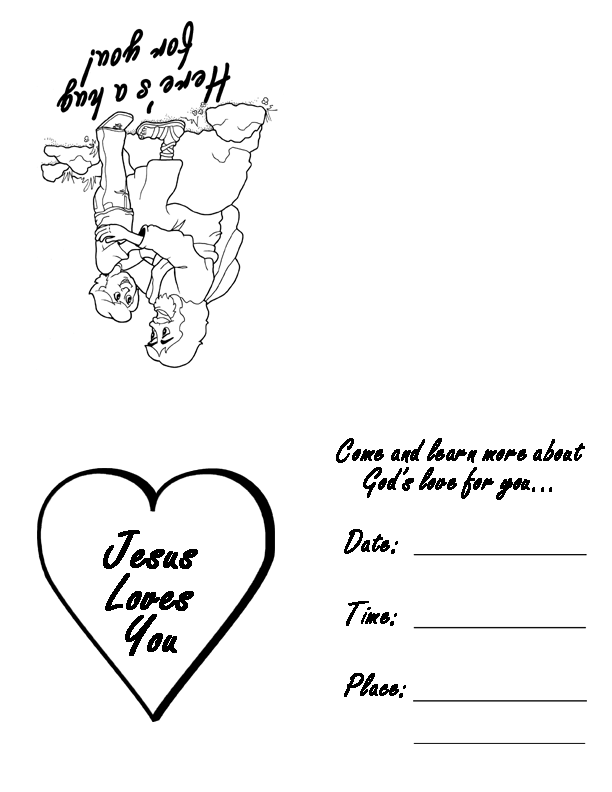 Here's a hug
for you!
Come and learn more about
God's love for you...
Jesus
Loves
You
Date:
Time:
Place: